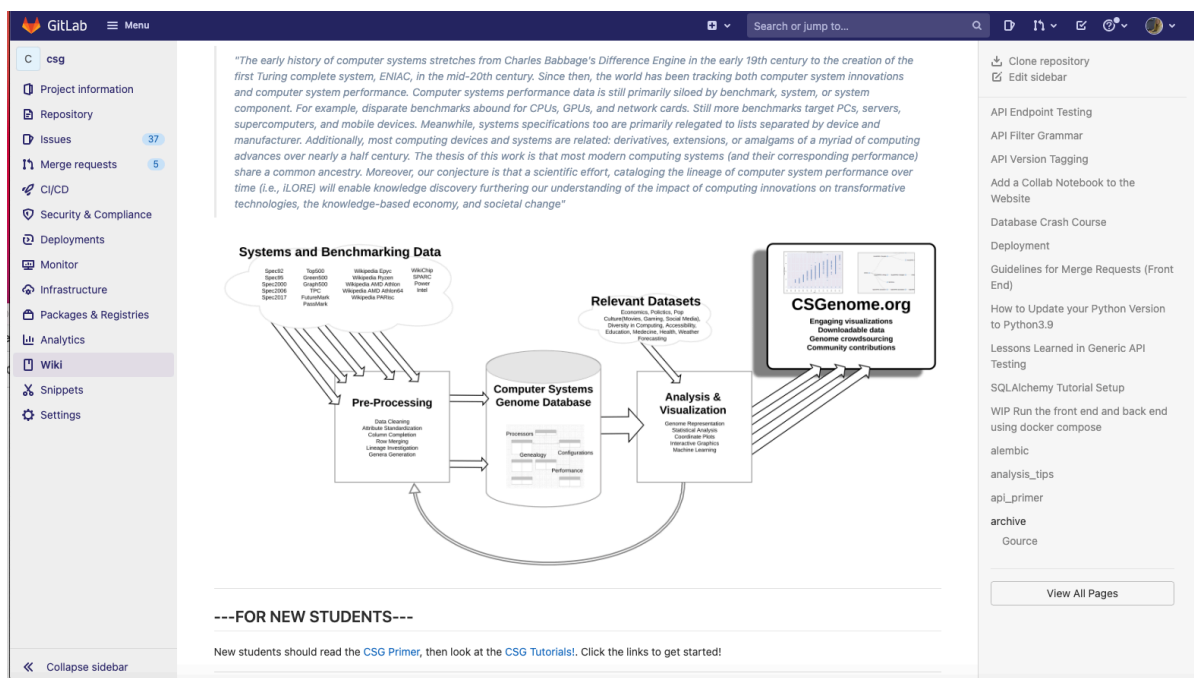 GitLab
Menu
Search or jump to...
C csg
Project information
Repository
Issues 37
Merge requests 5
CI/CD
Security & Compliance
Deployments
Monitor
Infrastructure
Packages & Registries
Analytics
Wiki
Snippets
Settings
Collapse sidebar
"The early history of computer systems stretches from Charles Babbage's Difference Engine in the early 19th century to the creation of the
first Turing complete system, ENIAC, in the mid-20th century. Since then, the world has been tracking both computer system innovations
and computer system performance. Computer systems performance data is still primarily siloed by benchmark, system, or system
component. For example, disparate benchmarks abound for CPUs, GPUs, and network cards. Still more benchmarks target PCs, servers,
supercomputers, and mobile devices. Meanwhile, systems specifications too are primarily relegated to lists separated by device and
manufacturer. Additionally, most computing devices and systems are related: derivatives, extensions, or amalgams of a myriad of computing
advances over nearly a half century. The thesis of this work is that most modern computing systems (and their corresponding performance)
share a common ancestry. Moreover, our conjecture is that a scientific effort, cataloging the lineage of computer system performance over
time (i.e., iLORE) will enable knowledge discovery furthering our understanding of the impact of computing innovations on transformative
technologies, the knowledge-based economy, and societal change"
Systems and Benchmarking Data
Spec92
Spec95
Spec2000
Spec2006
Spec2017
Top500
Green500
Graph500
TPC
FutureMark
PassMark
Wikipedia Epyc
Wikipedia Ryzen
Wikipedia AMD Athlon
Wikipedia AMD Athlon64
Wikipedia PARisc
WikiChip
SPARC
Power
Intel
Pre-Processing
Data Cleaning
Attribute Standardization
Column Completion
Row Merging
Lineage Investigation
Genera Generation
Computer Systems
Genome Database
Processors
Genealogy
Configurations
Performance
Relevant Datasets
Economics, Politics, Pop
Culture(Movies, Gaming, Social Media),
Diversity in Computing, Accessibility,
Education, Medecine, Health, Weather
Forecasting
Analysis &
Visualization
Genome Representation
Statistical Analysis
Coordinate Plots
Interactive Graphics
Machine Learning
CSGenome.org
Engaging visualizations
Downloadable data
Genome crowdsourcing
Community contributions
---FOR NEW STUDENTS---
New students should read the CSG Primer, then look at the CSG Tutorials!. Click the links to get started!
Clone repository
Edit sidebar
API Endpoint Testing
API Filter Grammar
API Version Tagging
Add a Collab Notebook to the
Website
Database Crash Course
Deployment
Guidelines for Merge Requests (Front
End)
How to Update your Python Version
to Python3.9
Lessons Learned in Generic API
Testing
SQLAlchemy Tutorial Setup
WIP Run the front end and back end
using docker compose
alembic
analysis_tips
api_primer
archive
Gource
View All Pages